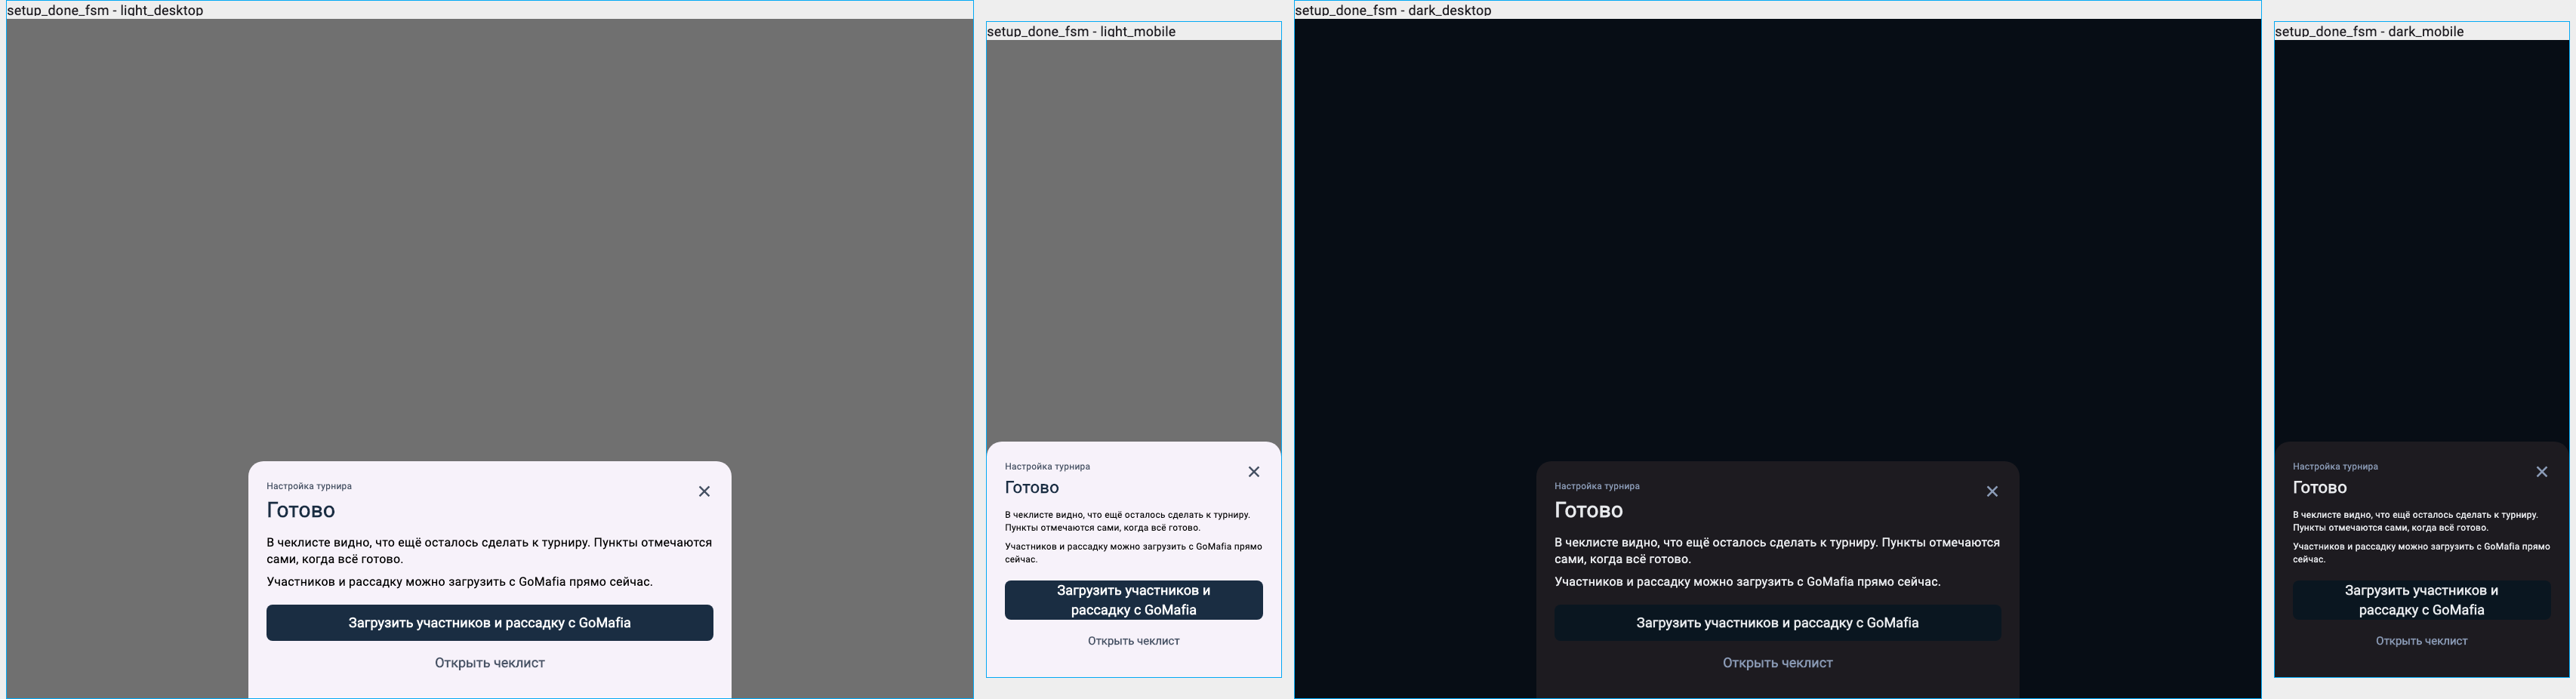 setup_done_fsm - light_desktop
Настройка турнира
Готово
В чеклисте видно, что ещё осталось сделать к турниру. Пункты отмечаются
сами, когда всё готово.
Участников и рассадку можно загрузить с GoMafia прямо сейчас.
Загрузить участников и рассадку с GoMafia
Открыть чеклист
setup_done_fsm - light_mobile
Настройка турнира
Готово
В чеклисте видно, что ещё осталось сделать к турниру.
Пункты отмечаются сами, когда всё готово.
Участников и рассадку можно загрузить с GoMafia прямо
сейчас.
Загрузить участников и
рассадку с GoMafia
Открыть чеклист
setup_done_fsm - dark_desktop
Настройка турнира
Готово
В чеклисте видно, что ещё осталось сделать к турниру. Пункты отмечаются
сами, когда всё готово.
Участников и рассадку можно загрузить с GoMafia прямо сейчас.
Загрузить участников и рассадку с GoMafia
Открыть чеклист
setup_done_fsm - dark_mobile
Настройка турнира
Готово
В чеклисте видно, что ещё осталось сделать к турниру.
Пункты отмечаются сами, когда всё готово.
Участников и рассадку можно загрузить с GoMafia прямо
сейчас.
Загрузить участников и
рассадку с GoMafia
Открыть чеклист